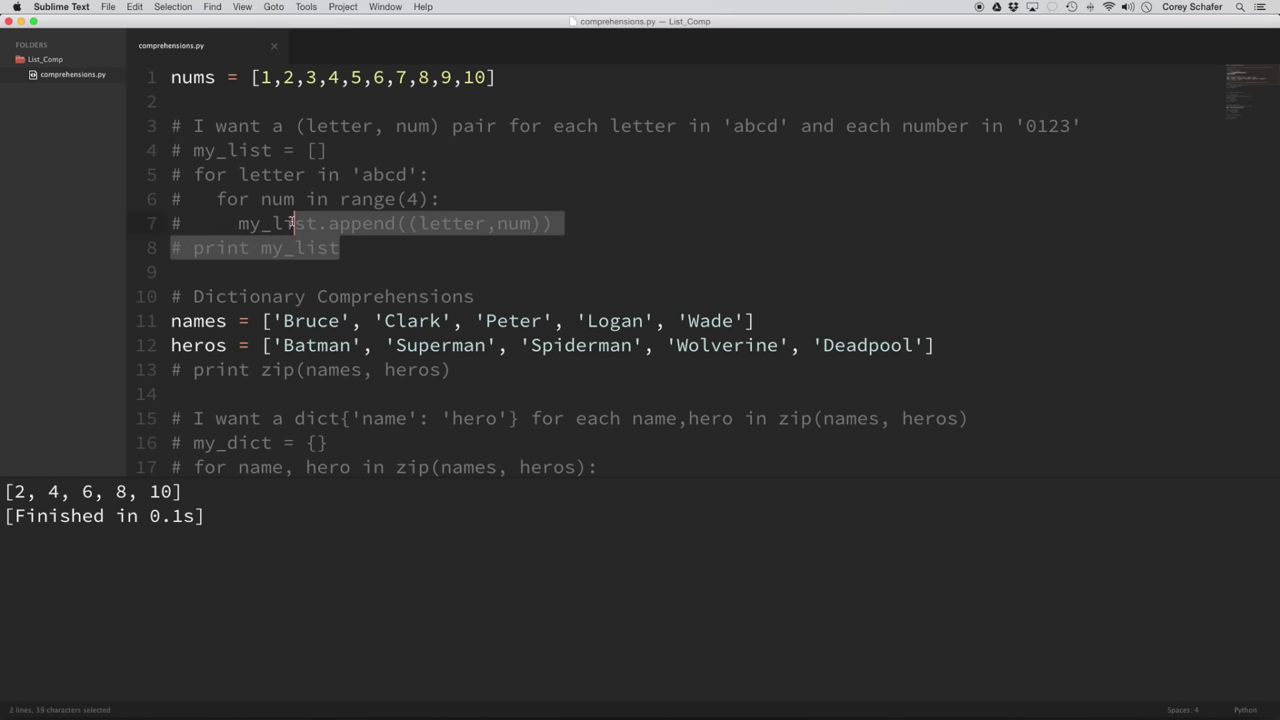 Sublime Text File Edit Selection Find View Goto Tools Project Window Help Corey Schafer
comprehensions.py — List_Comp
FOLDERS
List_Comp
comprehensions.py
comprehensions.py
1 nums = [1,2,3,4,5,6,7,8,9,10]
2
3 # I want a (letter, num) pair for each letter in 'abcd' and each number in '0123'
4 # my_list = []
5 # for letter in 'abcd':
6 #   for num in range(4):
7 #     my_list.append((letter,num))
8 # print my_list
9
10 # Dictionary Comprehensions
11 names = ['Bruce', 'Clark', 'Peter', 'Logan', 'Wade']
12 heros = ['Batman', 'Superman', 'Spiderman', 'Wolverine', 'Deadpool']
13 # print zip(names, heros)
14
15 # I want a dict{'name': 'hero'} for each name,hero in zip(names, heros)
16 # my_dict = {}
17 # for name, hero in zip(names, heros):
[2, 4, 6, 8, 10]
[Finished in 0.1s]
2 lines, 39 characters selected Spaces: 4 Python